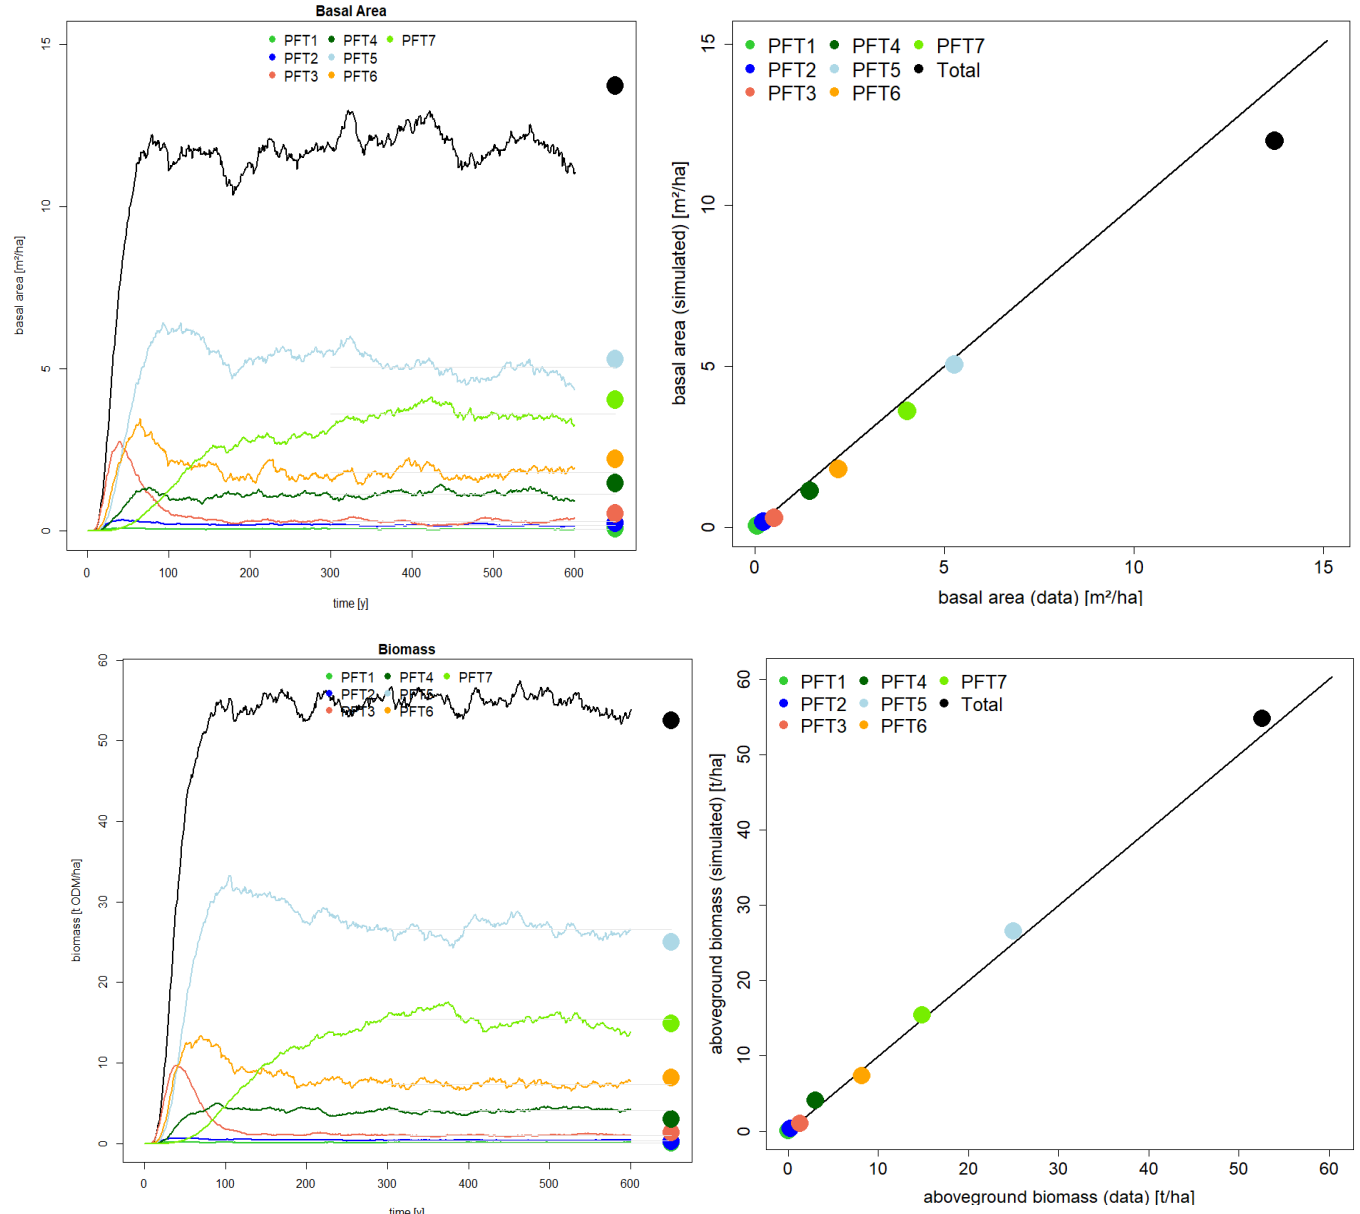 Basal Area
PFT1 PFT4 PFT7
PFT2 PFT5
PFT3 PFT6
15
10
5
0
basal area [m²/ha]
0 100 200 300 400 500 600
time [y]
PFT1 PFT4 PFT7
PFT2 PFT5 Total
PFT3 PFT6
15
10
5
0
basal area (simulated) [m²/ha]
0 5 10 15
basal area (data) [m²/ha]
Biomass
PFT1 PFT4 PFT7
PFT2 PFT5
PFT3 PFT6
60
50
40
30
20
10
0
biomass [t ODM/ha]
0 100 200 300 400 500 600
time [y]
PFT1 PFT4 PFT7
PFT2 PFT5 Total
PFT3 PFT6
60
50
40
30
20
10
0
aboveground biomass (simulated) [t/ha]
0 10 20 30 40 50 60
aboveground biomass (data) [t/ha]